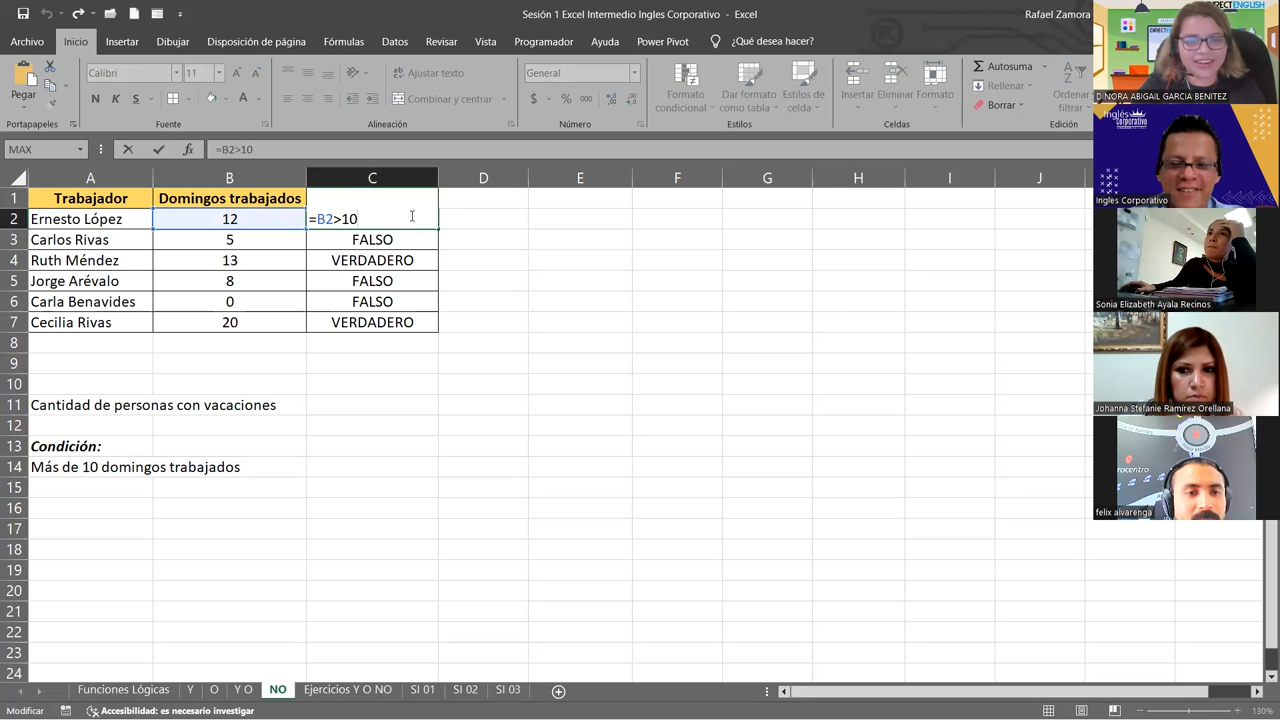 Sesión 1 Excel Intermedio Ingles Corporativo - Excel
Rafael Zamora
Archivo Inicio Insertar Dibujar Disposición de página Fórmulas Datos Revisar Vista Programador Ayuda Power Pivot ¿Qué desea hacer?
Pegar
Calibri 11
N K S
Ajustar texto
Combinar y centrar
General
$ % 000
Formato condicional
Dar formato como tabla
Estilos de celda
Insertar Eliminar Formato
Autosuma
Rellenar
Borrar
Ordenar filtrar
Portapapeles Fuente Alineación Número Estilos Celdas Edición
MAX fx =B2>10
A B C D E F G H I J
1 Trabajador Domingos trabajados
2 Ernesto López 12 =B2>10
3 Carlos Rivas 5 FALSO
4 Ruth Méndez 13 VERDADERO
5 Jorge Arévalo 8 FALSO
6 Carla Benavides 0 FALSO
7 Cecilia Rivas 20 VERDADERO
8
9
10
11 Cantidad de personas con vacaciones
12
13 Condición:
14 Más de 10 domingos trabajados
15
16
17
18
19
20
21
22
23
24
Funciones Lógicas Y O Y O NO Ejercicios Y O NO SI 01 SI 02 SI 03
Modificar Accesibilidad: es necesario investigar 130%
DIRECT ENGLISH
DINORA ABIGAIL GARCIA BENITEZ
Inglés Corporativo
Ingles Corporativo
Sonia Elizabeth Ayala Recinos
Johanna Stefanie Ramírez Orellana
felix alvarenga